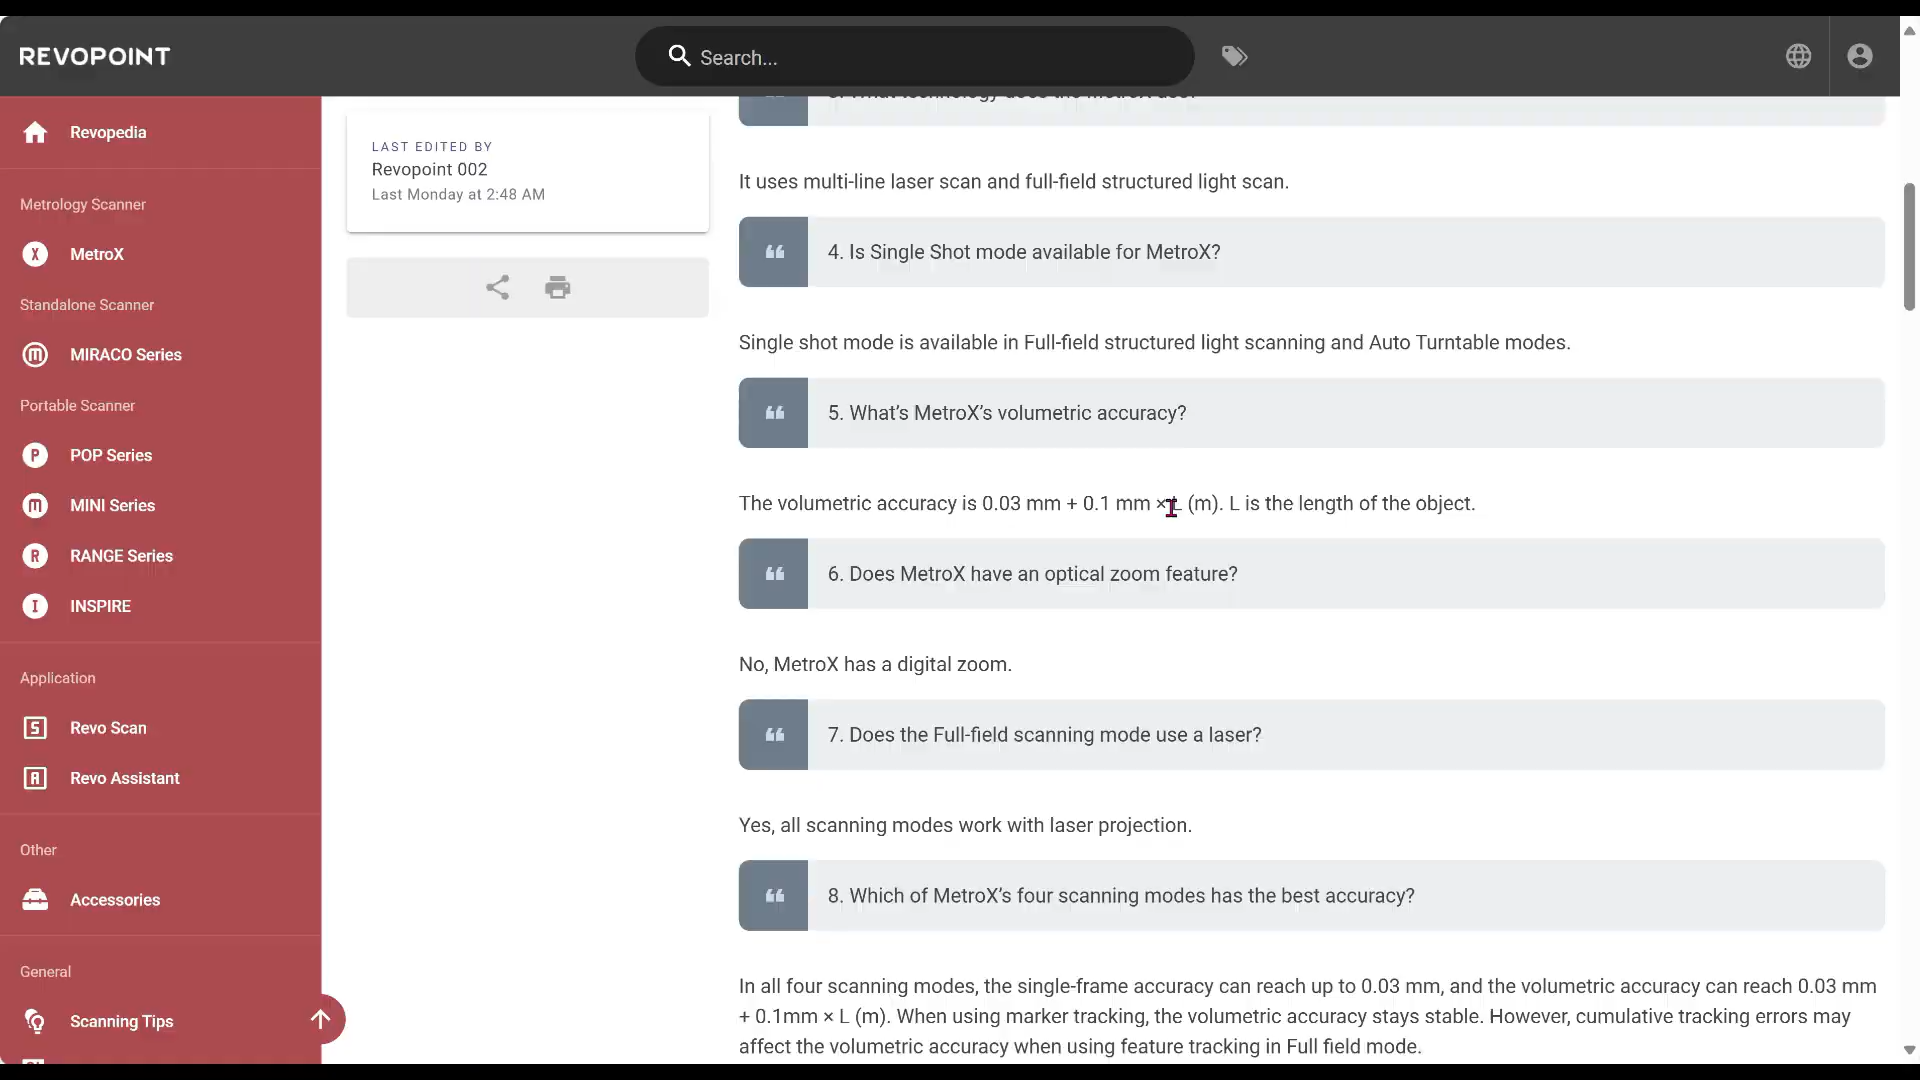 REVOPOINT
Search...
Revopedia
Metrology Scanner
MetroX
Standalone Scanner
MIRACO Series
Portable Scanner
POP Series
MINI Series
RANGE Series
INSPIRE
Application
Revo Scan
Revo Assistant
Other
Accessories
General
Scanning Tips
LAST EDITED BY
Revopoint 002
Last Monday at 2:48 AM
3. What technology does the MetroX use?
It uses multi-line laser scan and full-field structured light scan.
4. Is Single Shot mode available for MetroX?
Single shot mode is available in Full-field structured light scanning and Auto Turntable modes.
5. What’s MetroX’s volumetric accuracy?
The volumetric accuracy is 0.03 mm + 0.1 mm × L (m). L is the length of the object.
6. Does MetroX have an optical zoom feature?
No, MetroX has a digital zoom.
7. Does the Full-field scanning mode use a laser?
Yes, all scanning modes work with laser projection.
8. Which of MetroX’s four scanning modes has the best accuracy?
In all four scanning modes, the single-frame accuracy can reach up to 0.03 mm, and the volumetric accuracy can reach 0.03 mm
+ 0.1mm × L (m). When using marker tracking, the volumetric accuracy stays stable. However, cumulative tracking errors may
affect the volumetric accuracy when using feature tracking in Full field mode.